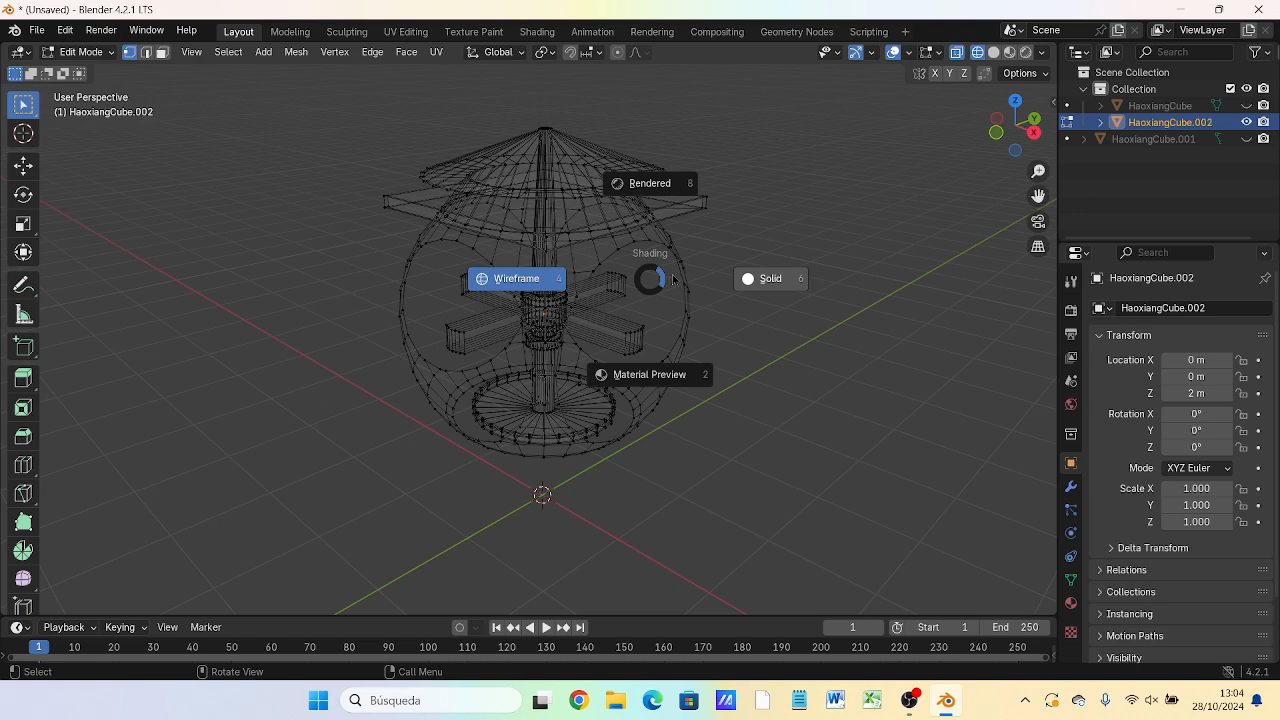 * (Unsaved) - Blender 4.2.1 LTS
File Edit Render Window Help Layout Modeling Sculpting UV Editing Texture Paint Shading Animation Rendering Compositing Geometry Nodes Scripting + Scene ViewLayer
Edit Mode View Select Add Mesh Vertex Edge Face UV Global Search
X Y Z Options Scene Collection
Collection
User Perspective
(1) HaoxiangCube.002
HaoxiangCube
HaoxiangCube.002
HaoxiangCube.001
Z
Y
X
Rendered 8
Shading
Wireframe 4
Solid 6
Material Preview 2
Search
HaoxiangCube.002
HaoxiangCube.002
Transform
Location X 0 m
Y 0 m
Z 2 m
Rotation X 0°
Y 0°
Z 0°
Mode XYZ Euler
Scale X 1.000
Y 1.000
Z 1.000
Delta Transform
Relations
Collections
Instancing
Motion Paths
Visibility
Playback Keying View Marker 1 Start 1 End 250
1 10 20 30 40 50 60 70 80 90 100 110 120 130 140 150 160 170 180 190 200 210 220 230 240 250
Select Rotate View Call Menu 4.2.1
Búsqueda
13:04
28/10/2024